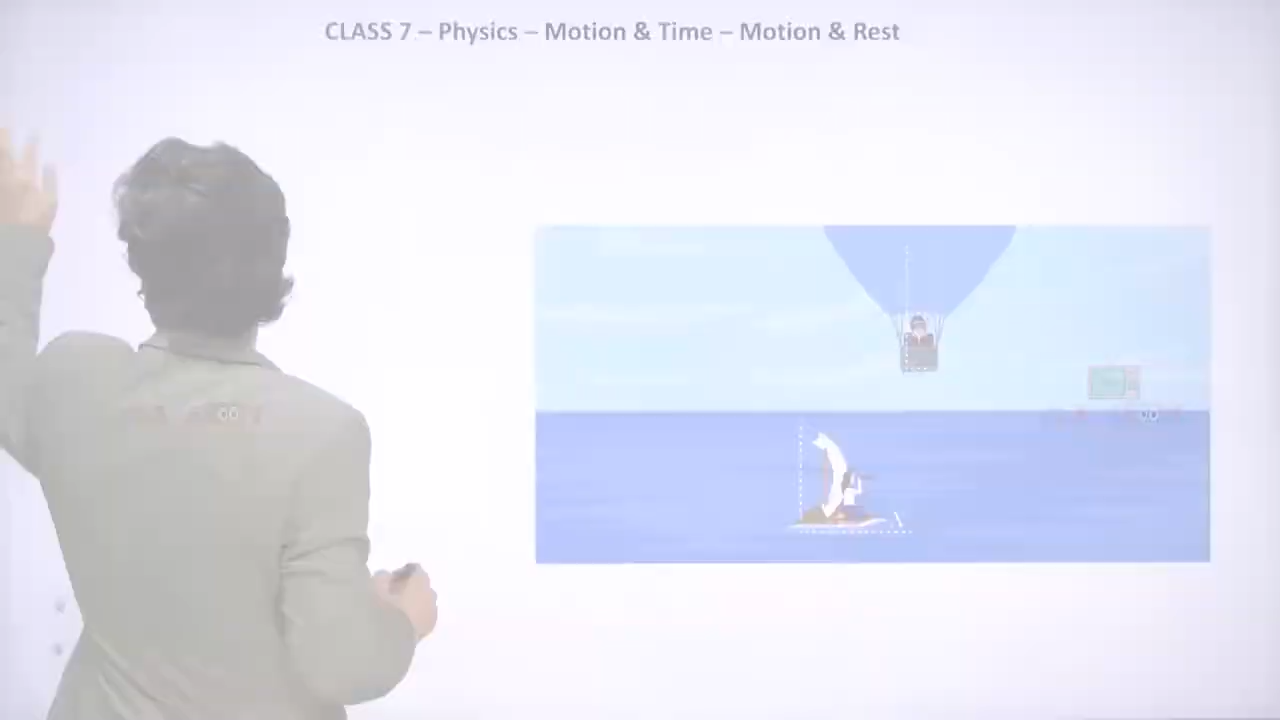 CLASS 7 – Physics – Motion & Time – Motion & Rest